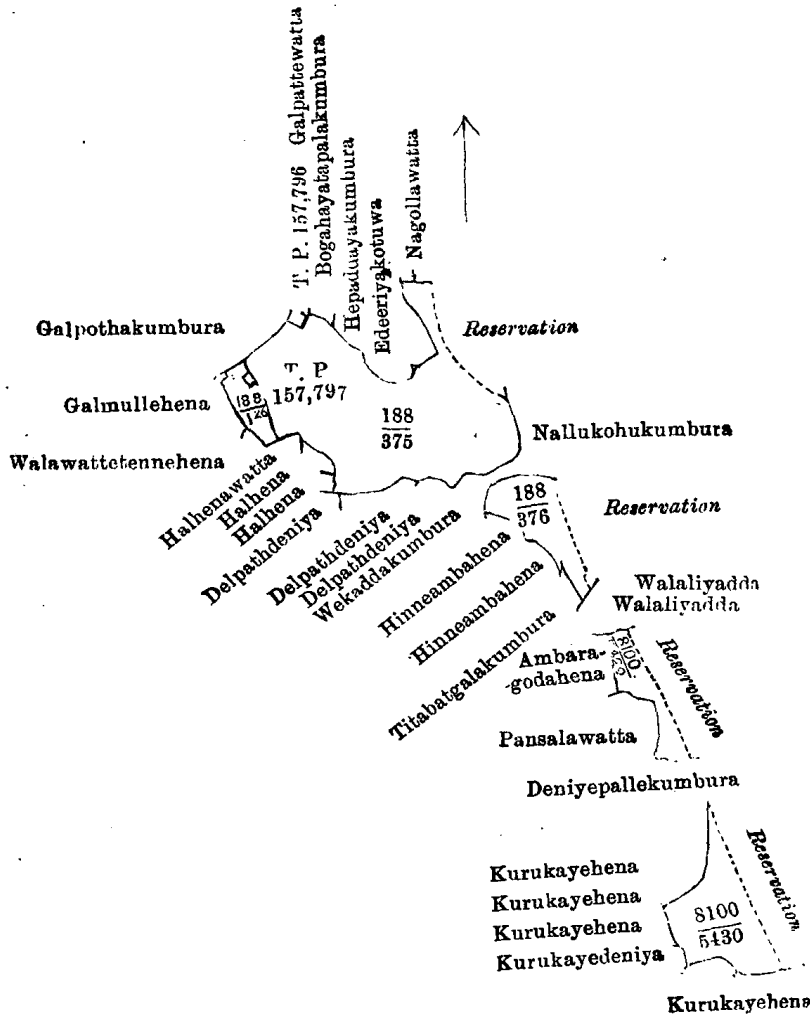 T. P. 157,796 Galpattewatta
Bogahayatapalakumbura
Hepaduayakumbura
Edeeriyakotuwa
Nagollawatta
Galpothakumbura
Reservation
T. P
157,797
Galmullehena
188
126
188
375
Nallukohukumbura
Walawattetennehena
Halhenawatta
Halhena
Halhena
Delpathdeniya
Delpathdeniya
Delpathdeniya
Wekaddakumbura
188
376
Reservation
Hinneambahena
Hinneambahena
Titabatgalakumbura
Walaliyadda
Walaliyadda
Ambara-
-godahena
8100
Reservation
Pansalawatta
Deniyepallekumbura
Reservation
Kurukayehena
Kurukayehena
Kurukayehena
Kurukayedeniya
8100
5430
Kurukayehena